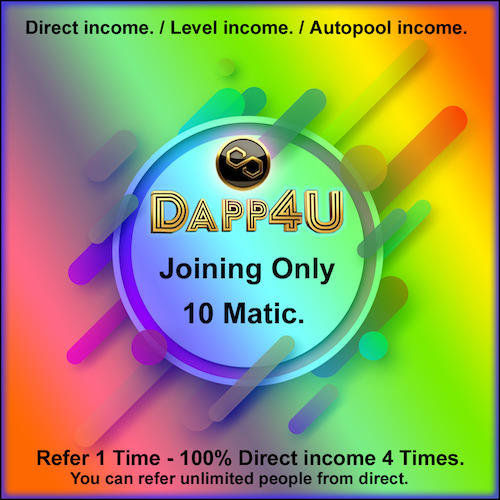 Direct income. / Level income. / Autopool income.
DAPP4U
Joining Only
10 Matic.
Refer 1 Time - 100% Direct income 4 Times.
You can refer unlimited people from direct.